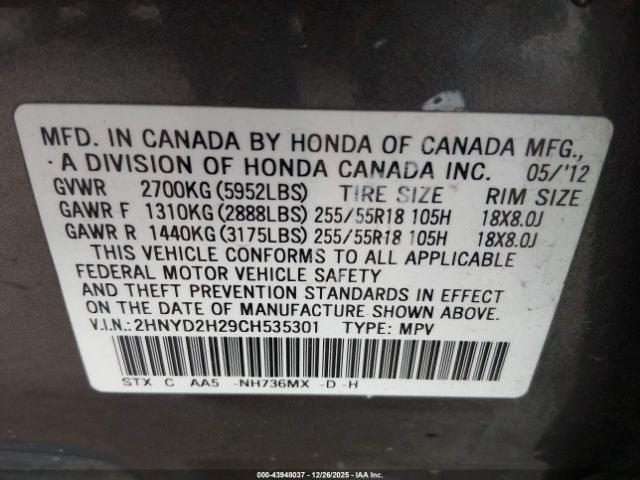 MFD. IN CANADA BY HONDA OF CANADA MFG.,
A DIVISION OF HONDA CANADA INC. 05/'12
GVWR 2700KG (5952LBS) TIRE SIZE RIM SIZE
GAWR F 1310KG (2888LBS) 255/55R18 105H 18X8.0J
GAWR R 1440KG (3175LBS) 255/55R18 105H 18X8.0J
THIS VEHICLE CONFORMS TO ALL APPLICABLE
FEDERAL MOTOR VEHICLE SAFETY
AND THEFT PREVENTION STANDARDS IN EFFECT
ON THE DATE OF MANUFACTURE SHOWN ABOVE.
V.I.N.: 2HNYD2H29CH535301 TYPE: MPV
STX C AA5 -NH736MX -D -H
000-43948037 - 12/26/2025 - IAAI.com